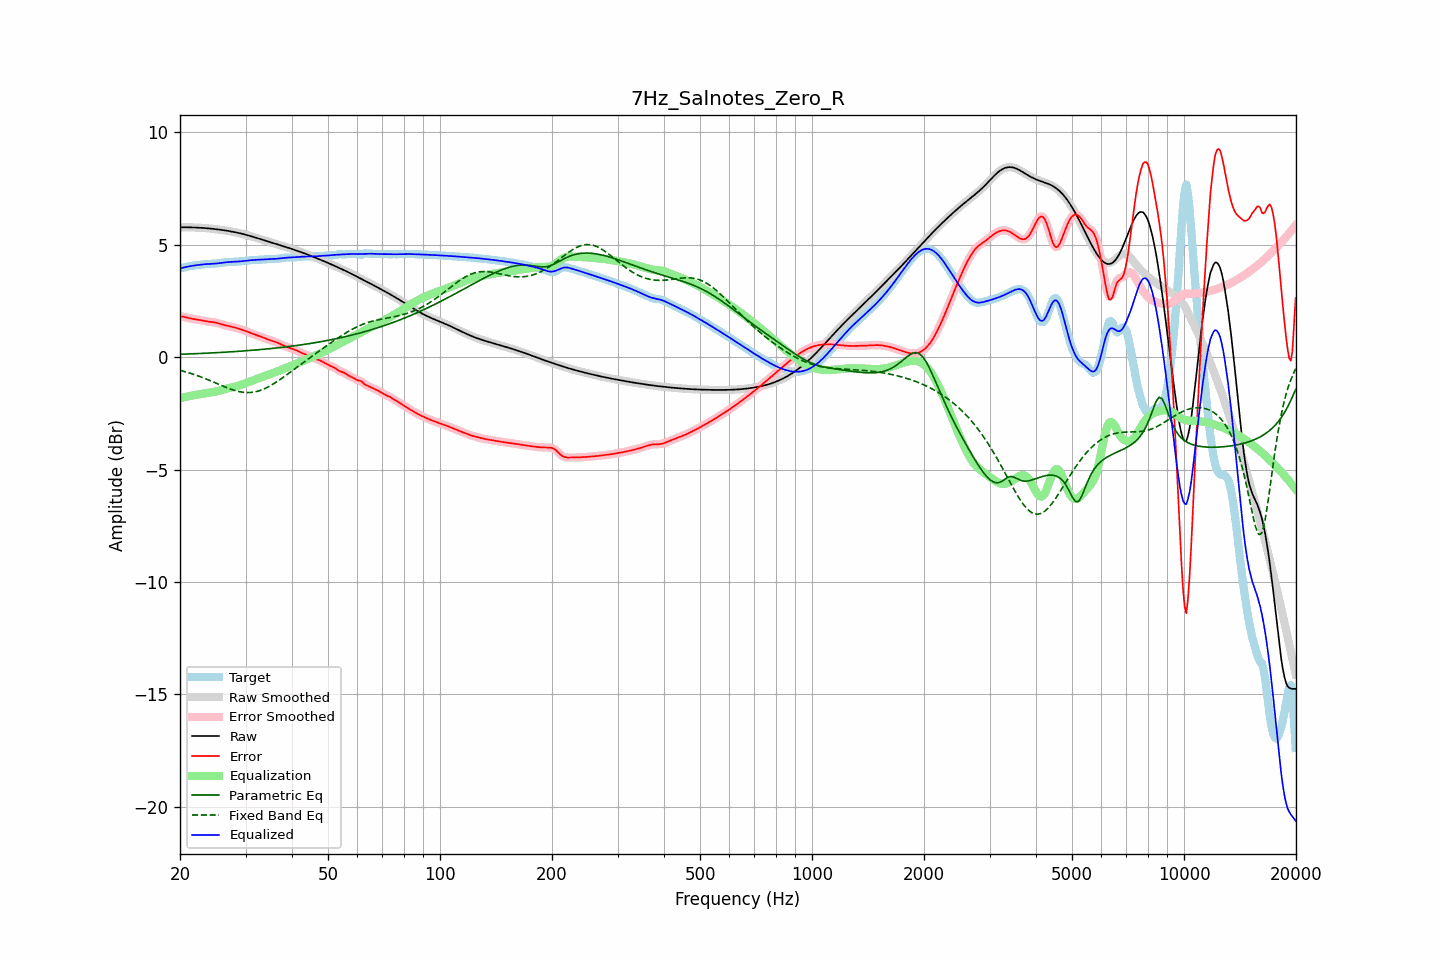 7Hz_Salnotes_Zero_R
Amplitude (dBr)
10
5
0
−5
−10
−15
−20
Target
Raw Smoothed
Error Smoothed
Raw
Error
Equalization
Parametric Eq
Fixed Band Eq
Equalized
20 50 100 200 500 1000 2000 5000 10000 20000
Frequency (Hz)